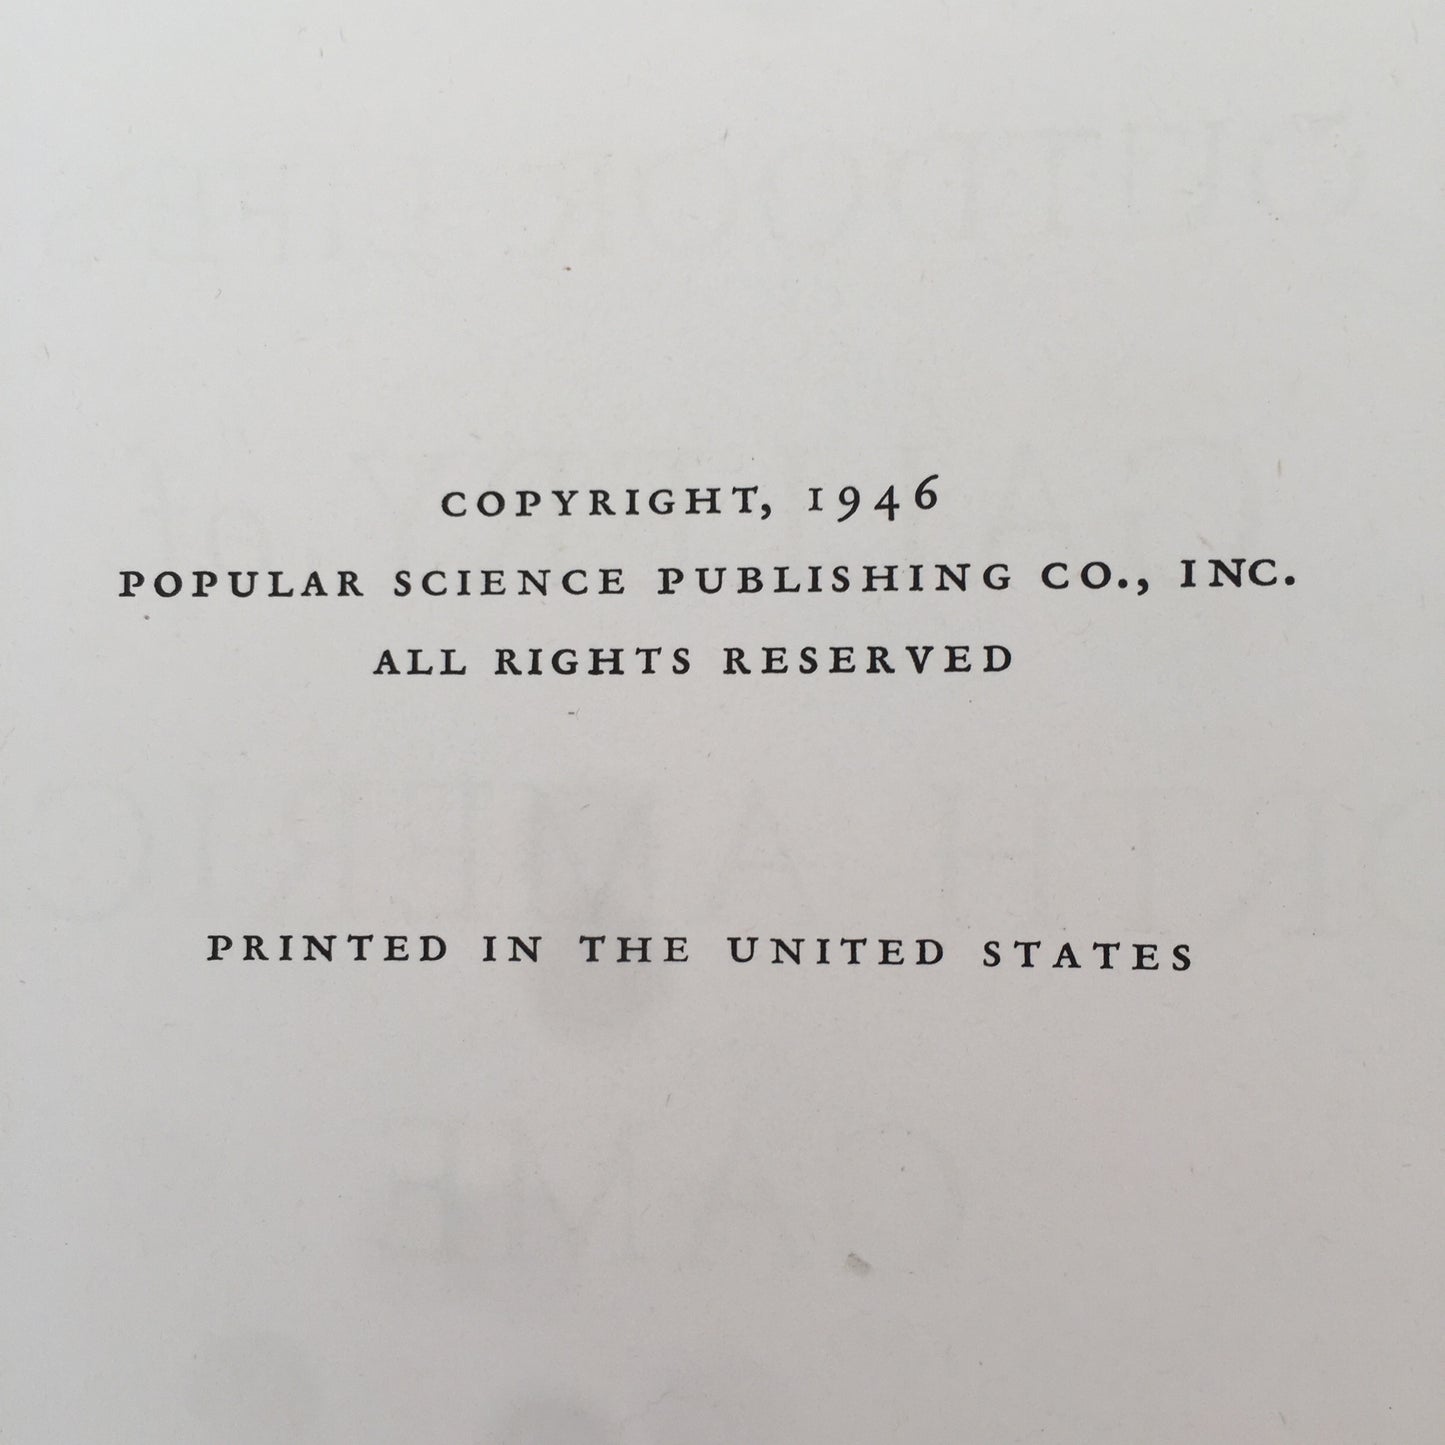 COPYRIGHT, 1946
POPULAR SCIENCE PUBLISHING CO., INC.
ALL RIGHTS RESERVED
PRINTED IN THE UNITED STATES